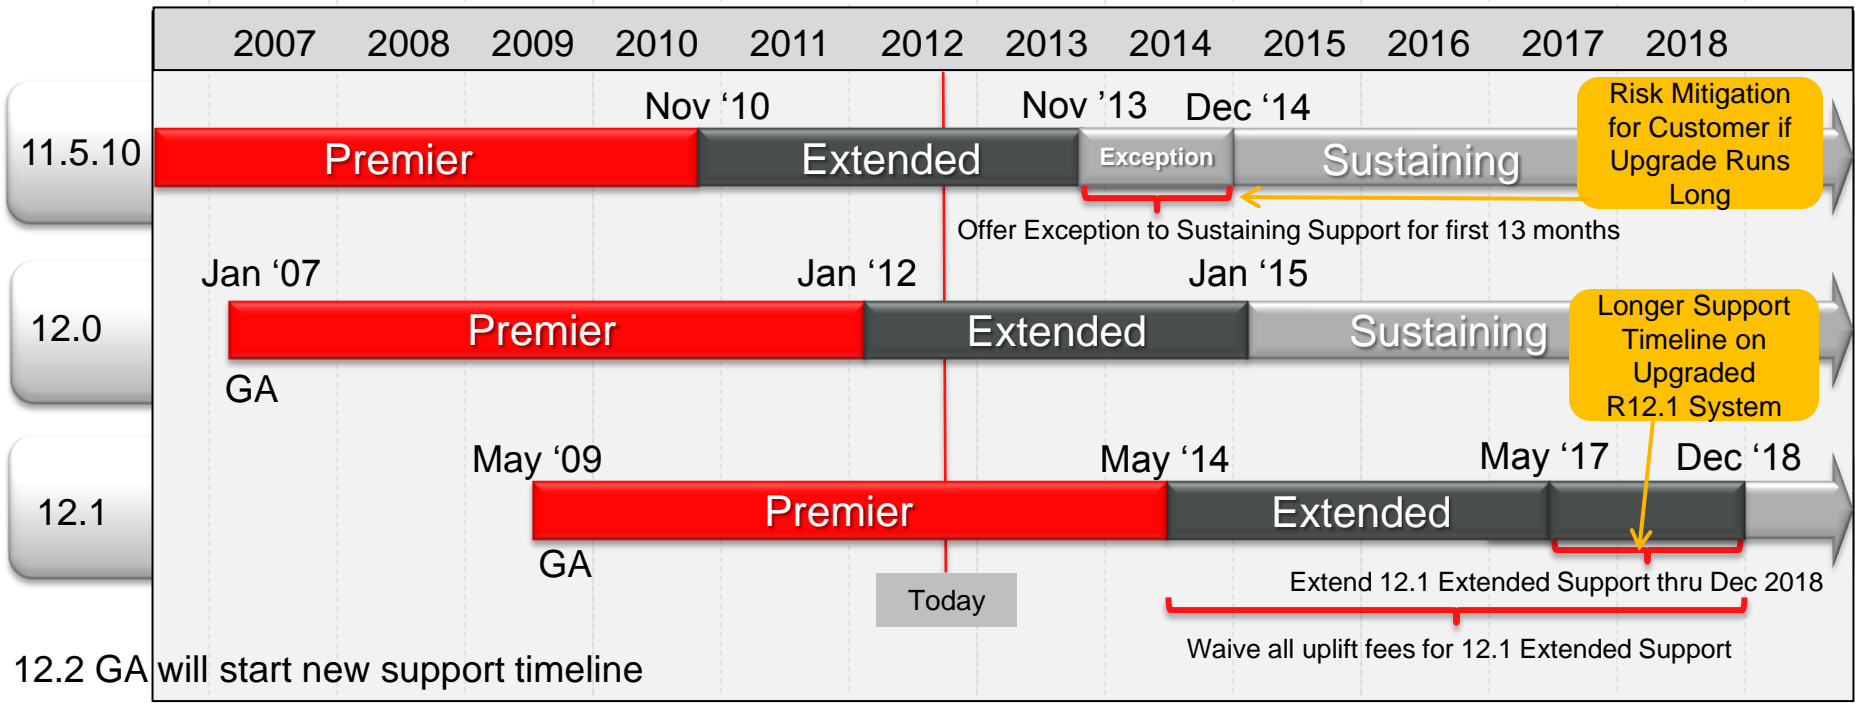 2007 2008 2009 2010 2011 2012 2013 2014 2015 2016 2017 2018
Nov ‘10
Nov ’13
Dec ‘14
Risk Mitigation
for Customer if
Upgrade Runs
Long
11.5.10
Premier
Extended
Exception
Sustaining
Offer Exception to Sustaining Support for first 13 months
Jan ‘07
Jan ‘12
Jan ‘15
12.0
Premier
Extended
Sustaining
Longer Support
Timeline on
Upgraded
R12.1 System
GA
May ‘09
May ‘14
May ‘17
Dec ‘18
12.1
Premier
Extended
GA
Extend 12.1 Extended Support thru Dec 2018
Today
Waive all uplift fees for 12.1 Extended Support
12.2 GA will start new support timeline